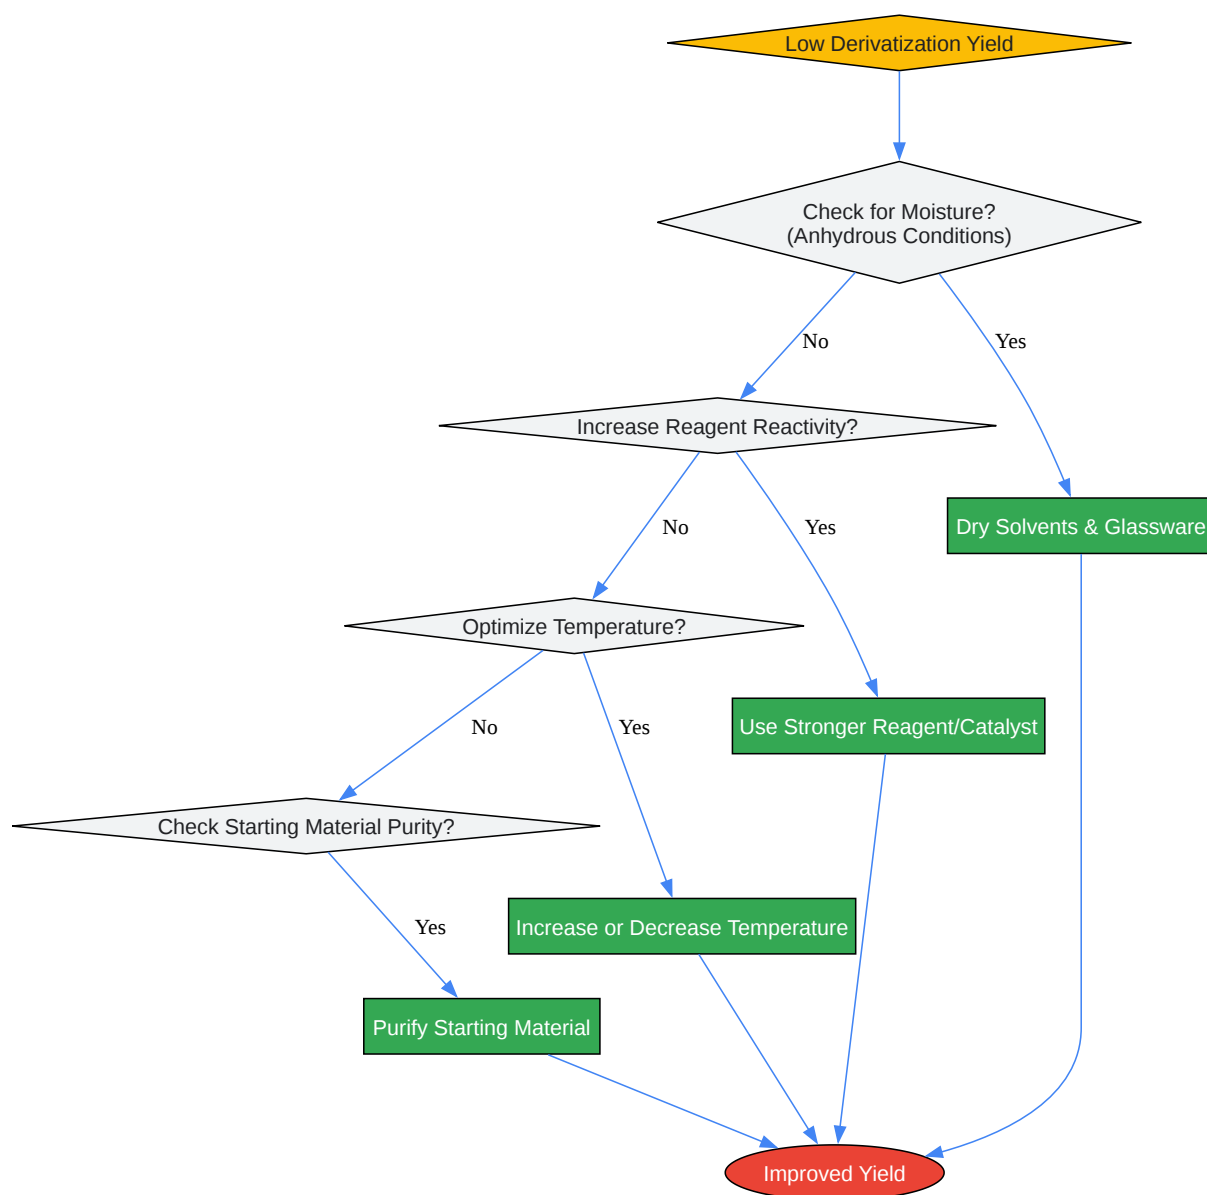 Low Derivatization Yield
Check for Moisture?
(Anhydrous Conditions)
No
Yes
Increase Reagent Reactivity?
No
Yes
Dry Solvents & Glassware
Optimize Temperature?
No
Yes
Use Stronger Reagent/Catalyst
Check Starting Material Purity?
Yes
Increase or Decrease Temperature
Purify Starting Material
Improved Yield